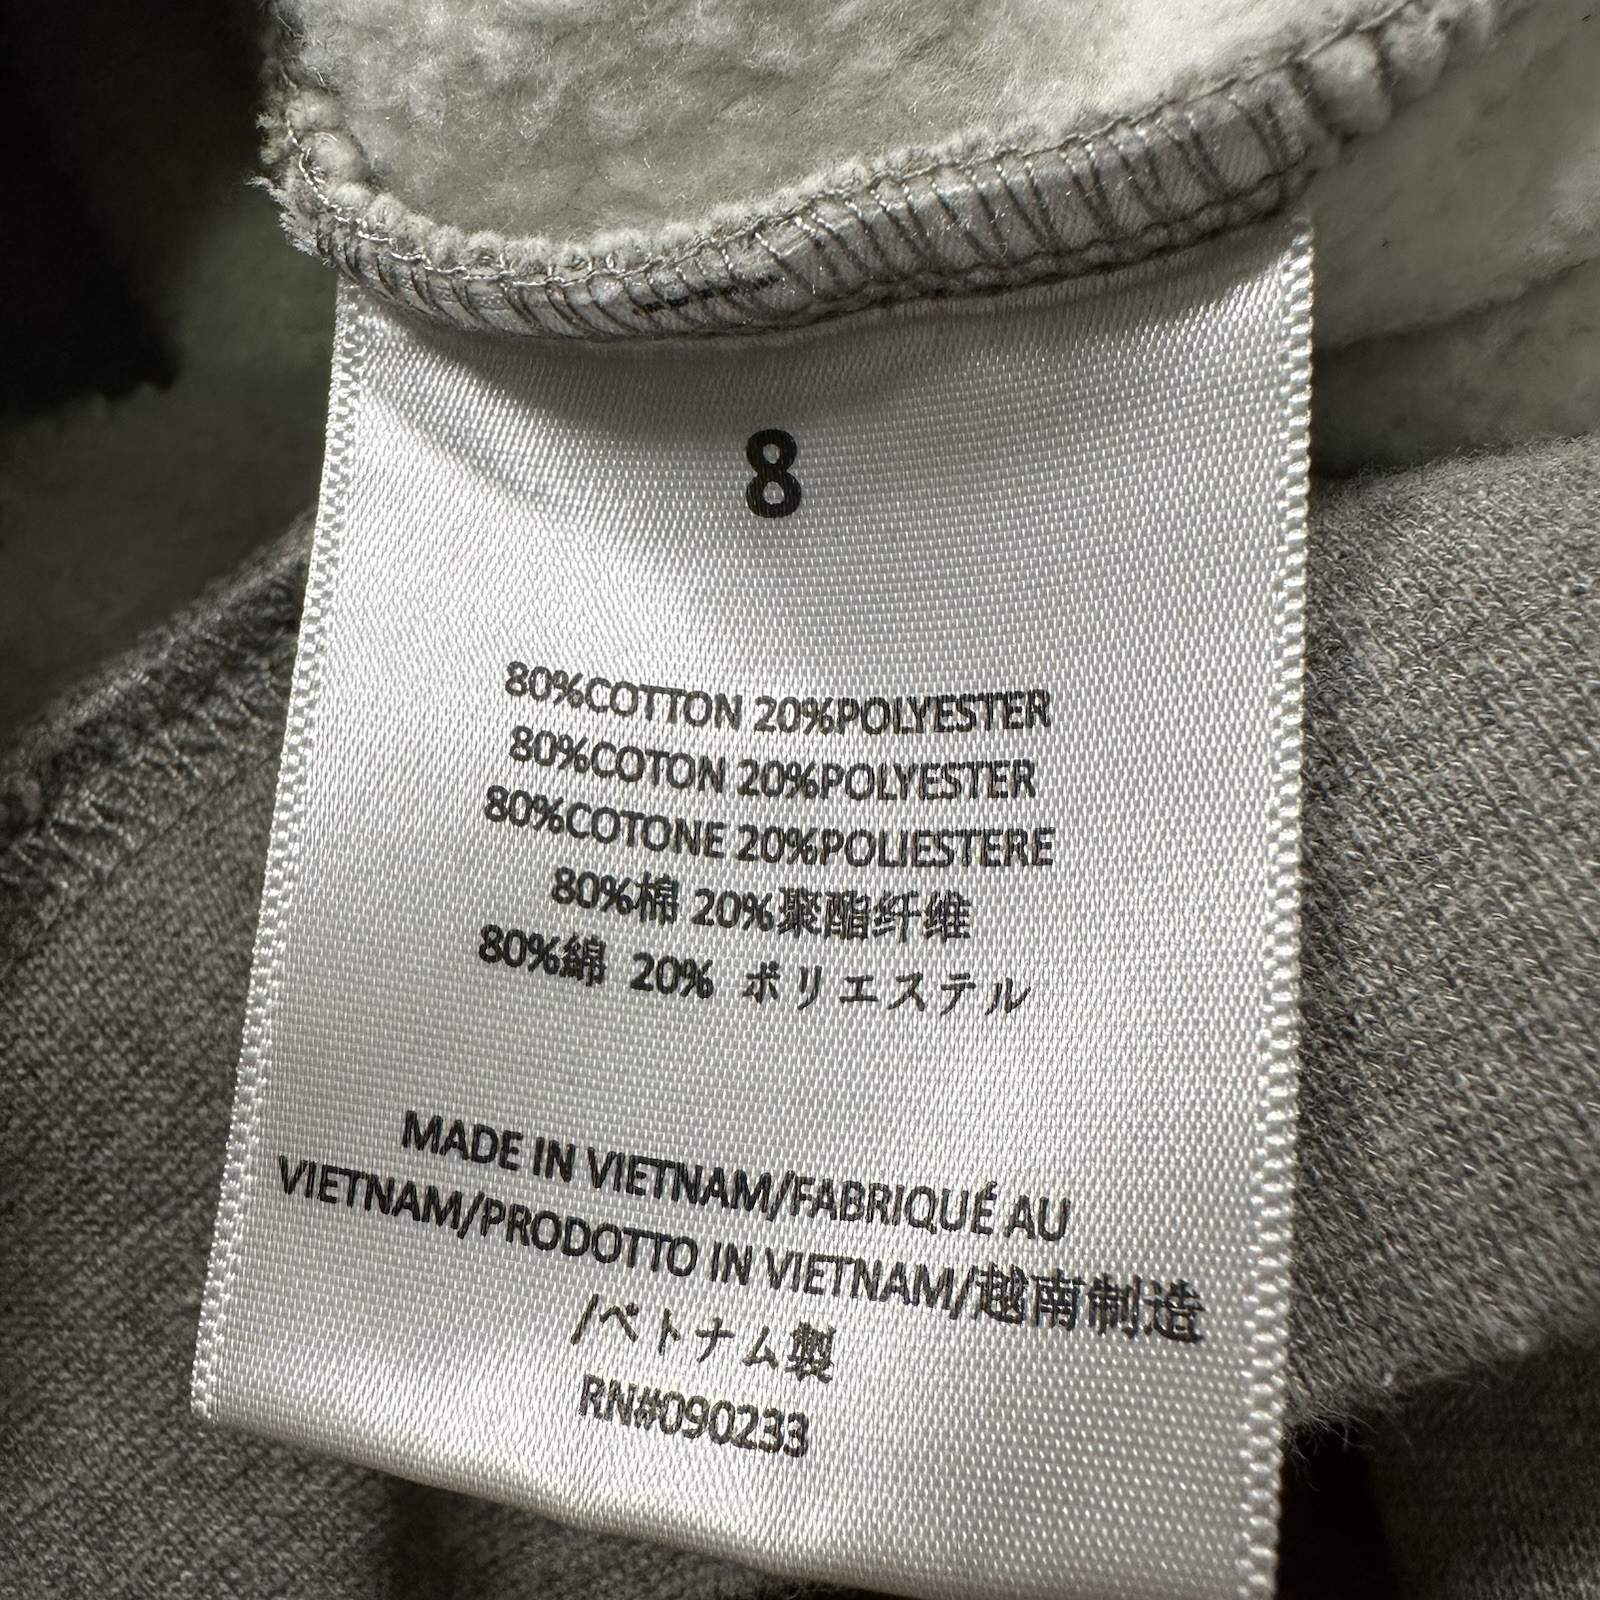 8
80%COTTON 20%POLYESTER
80%COTON 20%POLYESTER
80%COTONE 20%POLIESTERE
80%棉 20%聚酯纤维
80%綿 20% ポリエステル
MADE IN VIETNAM/FABRIQUÉ AU
VIETNAM/PRODOTTO IN VIETNAM/越南制造
/ベトナム製
RN#090233